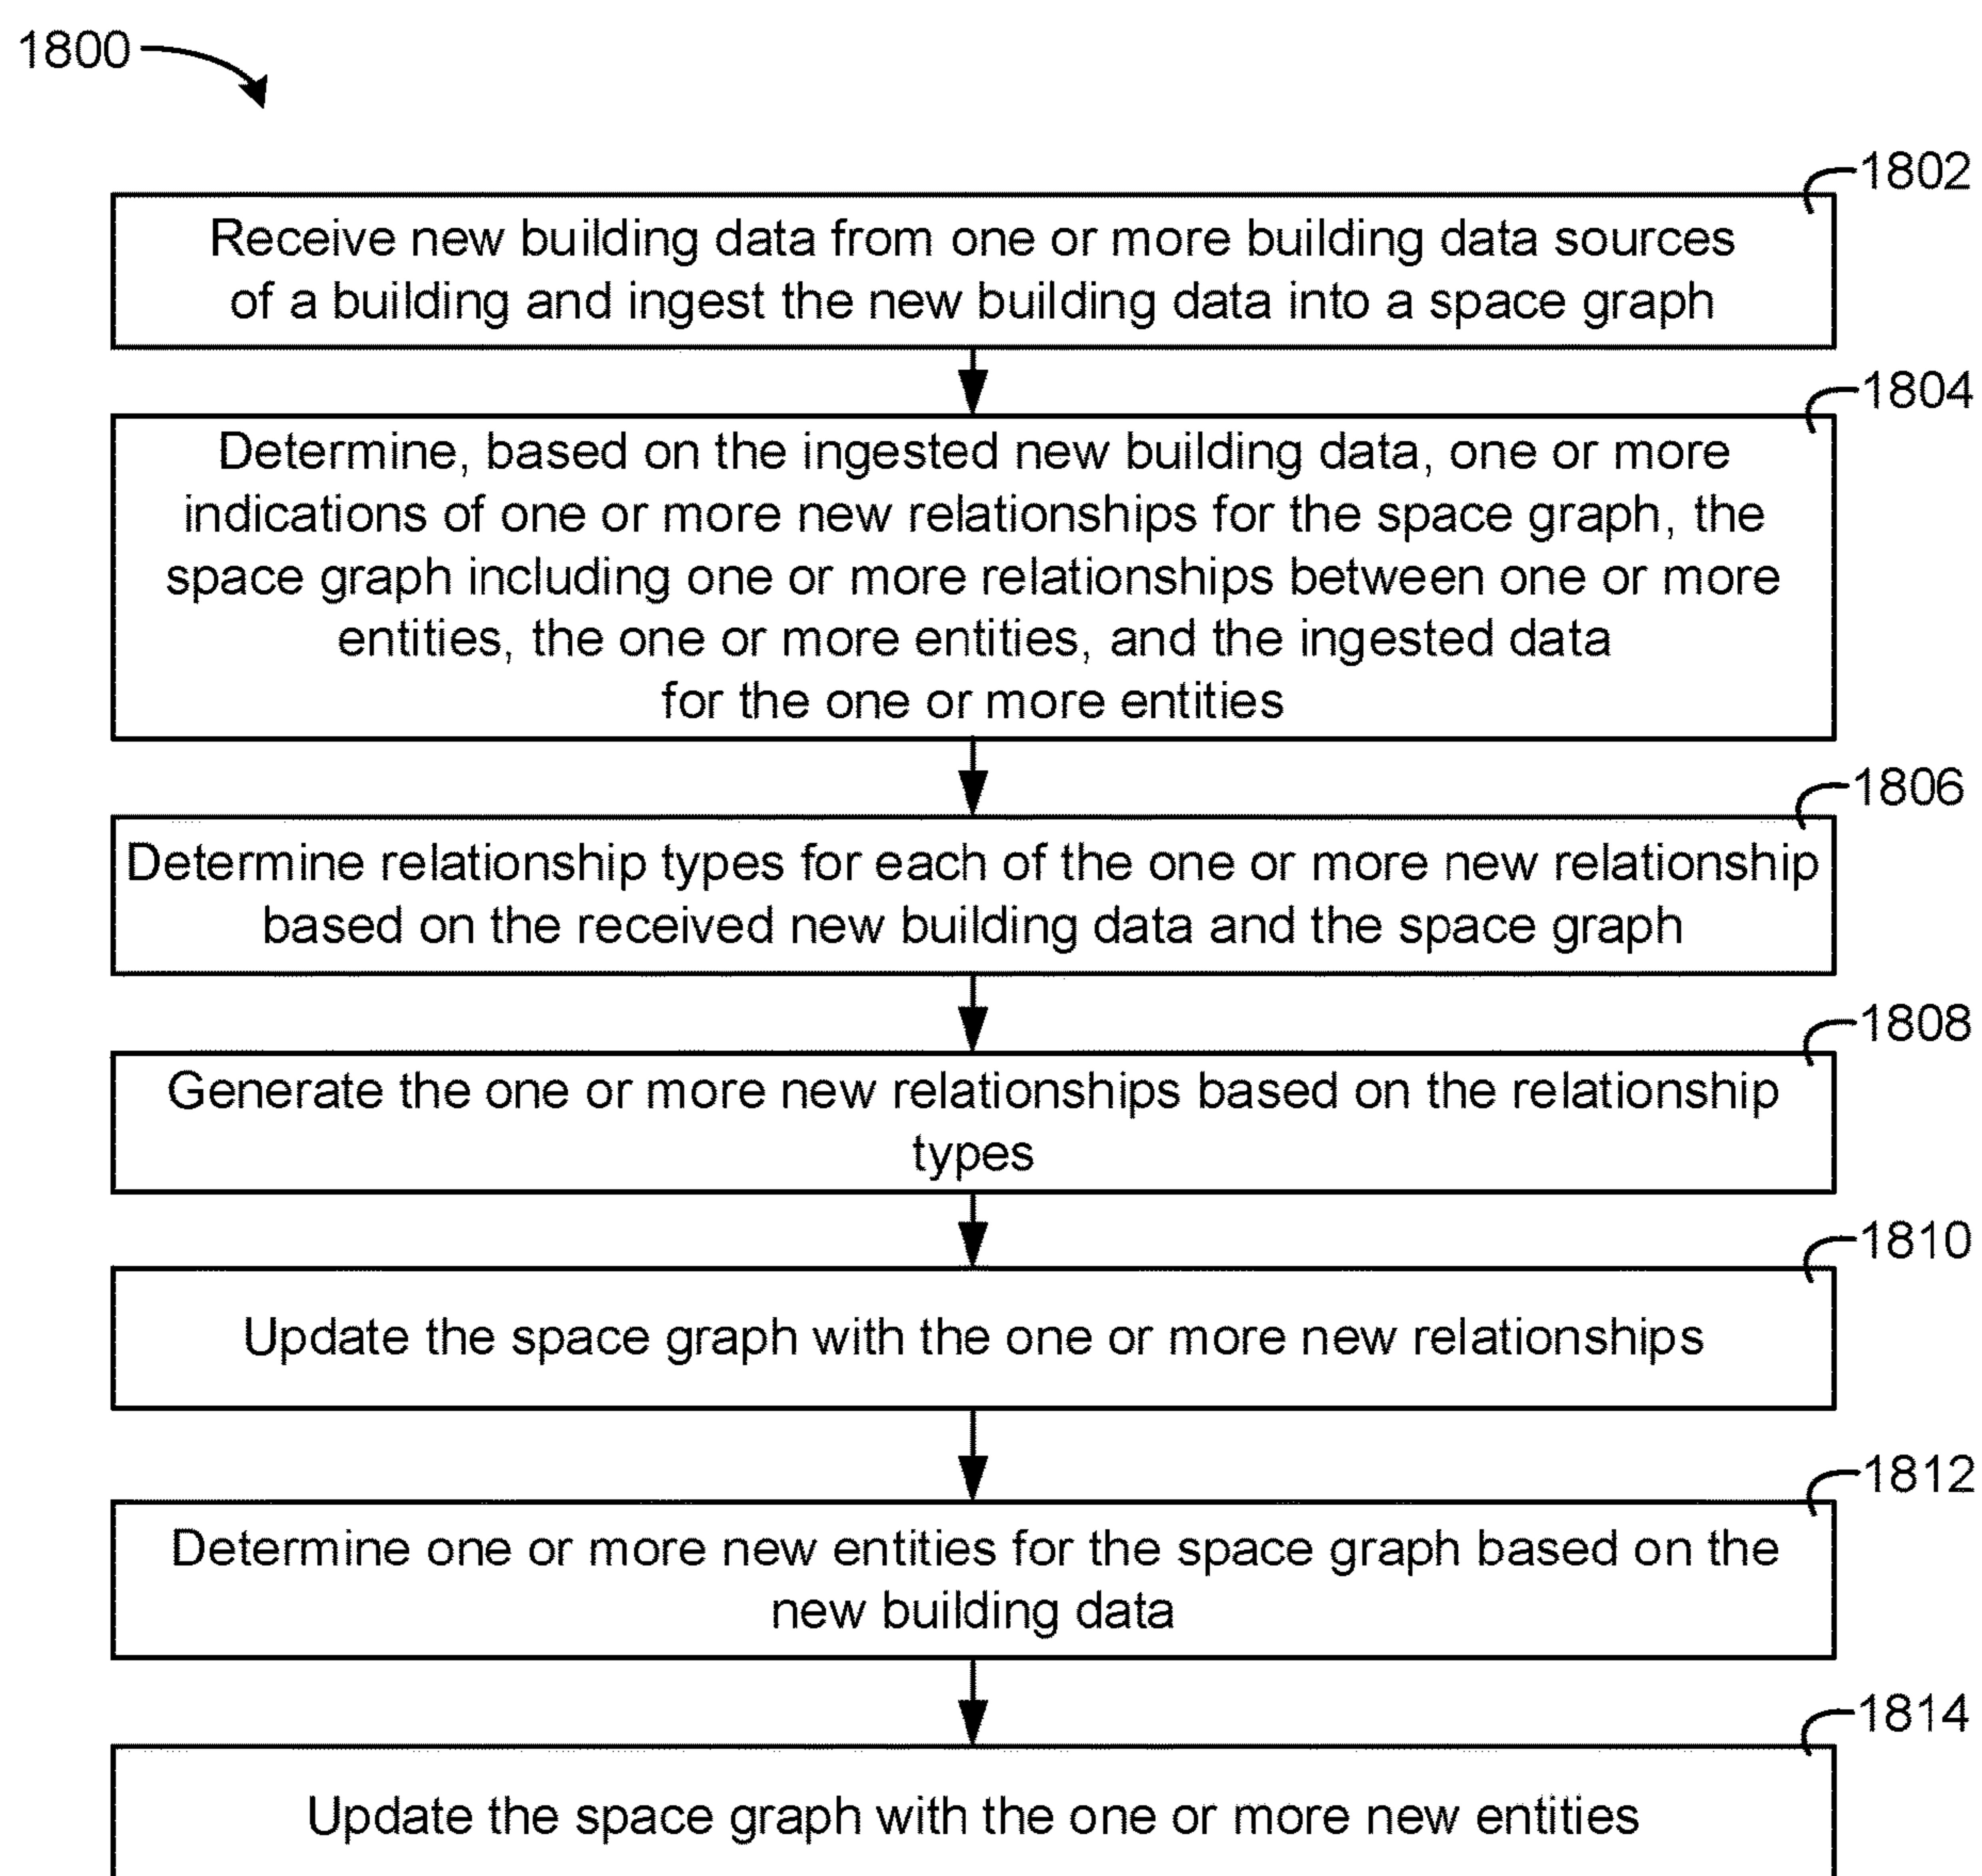 1800
1802
Receive new building data from one or more building data sources
of a building and ingest the new building data into a space graph
1804
Determine, based on the ingested new building data, one or more
indications of one or more new relationships for the space graph, the
space graph including one or more relationships between one or more
entities, the one or more entities, and the ingested data
for the one or more entities
1806
Determine relationship types for each of the one or more new relationship
based on the received new building data and the space graph
1808
Generate the one or more new relationships based on the relationship
types
1810
Update the space graph with the one or more new relationships
1812
Determine one or more new entities for the space graph based on the
new building data
1814
Update the space graph with the one or more new entities